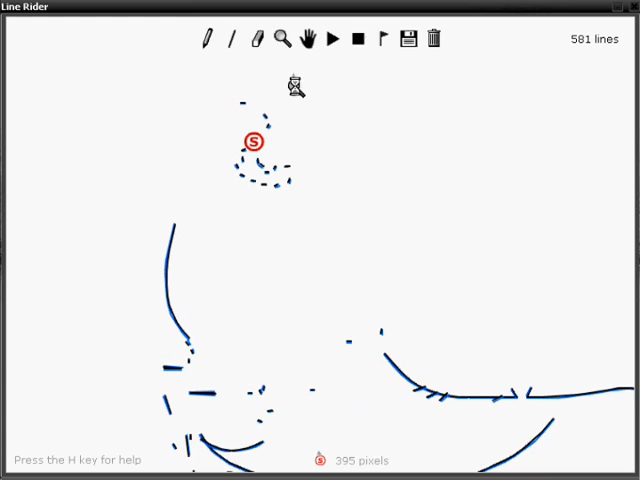 Line Rider
581 lines
S
Press the H key for help
S 395 pixels